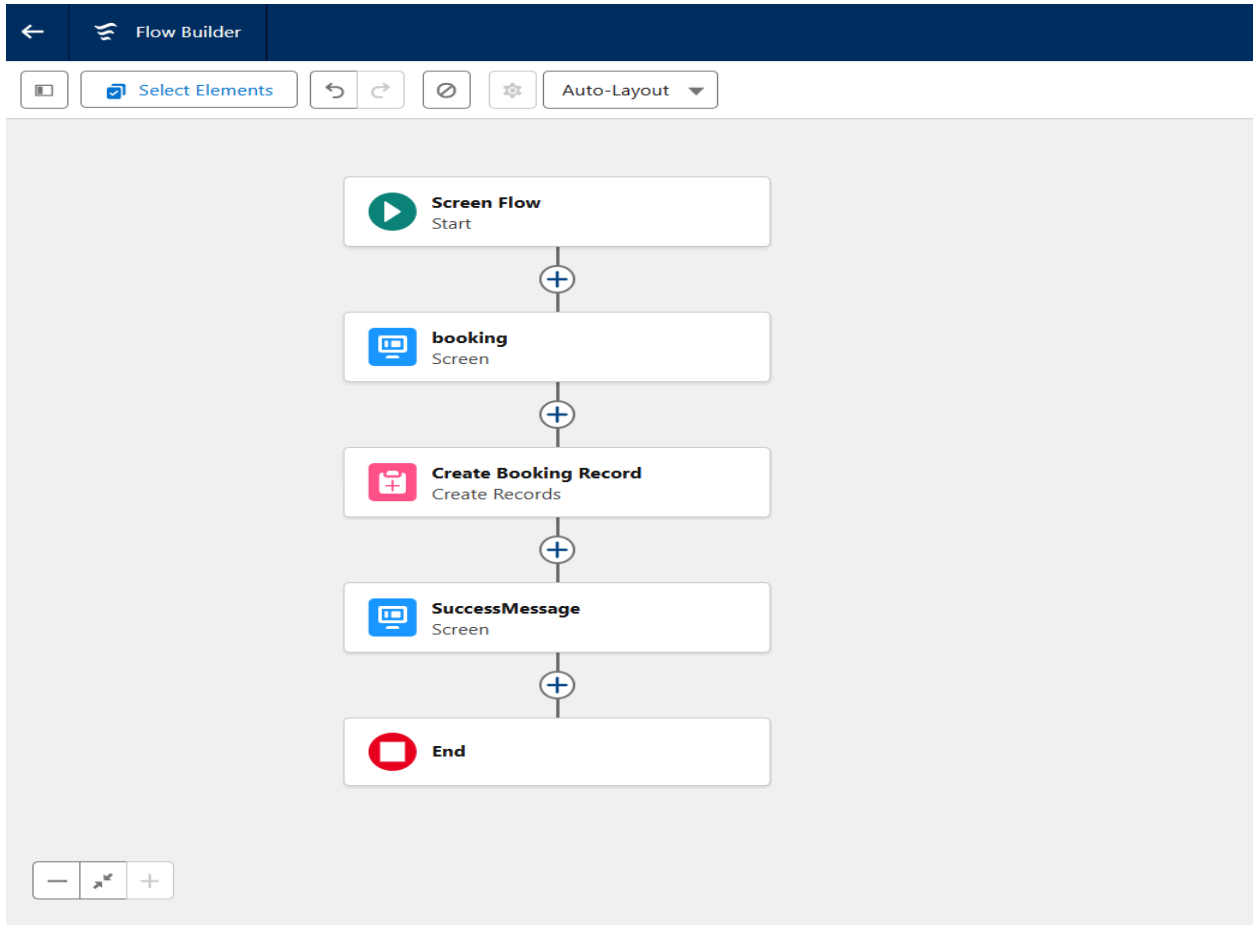 Flow Builder
Select Elements
Auto-Layout
Screen Flow
Start
booking
Screen
Create Booking Record
Create Records
SuccessMessage
Screen
End